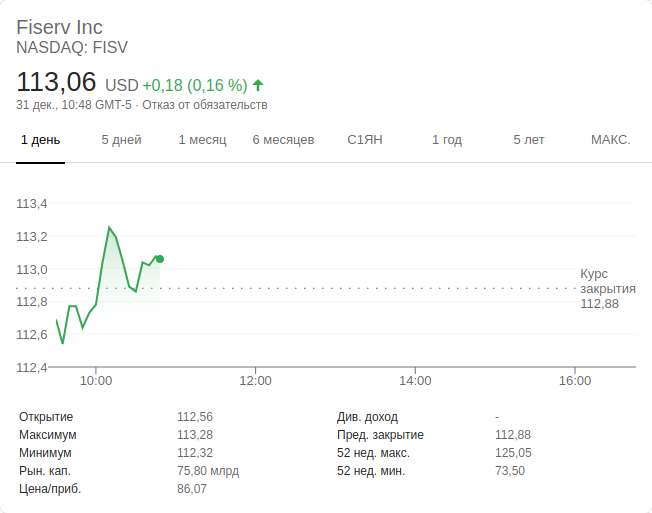 Fiserv Inc
NASDAQ: FISV
113,06 USD +0,18 (0,16 %)
31 дек., 10:48 GMT-5 · Отказ от обязательств
1 день 5 дней 1 месяц 6 месяцев С1ЯН 1 год 5 лет МАКС.
113,4
113,2
113,0
112,8
112,6
112,4
Курс
закрытия
112,88
10:00 12:00 14:00 16:00
Открытие 112,56 Див. доход -
Максимум 113,28 Пред. закрытие 112,88
Минимум 112,32 52 нед. макс. 125,05
Рын. кап. 75,80 млрд 52 нед. мин. 73,50
Цена/приб. 86,07